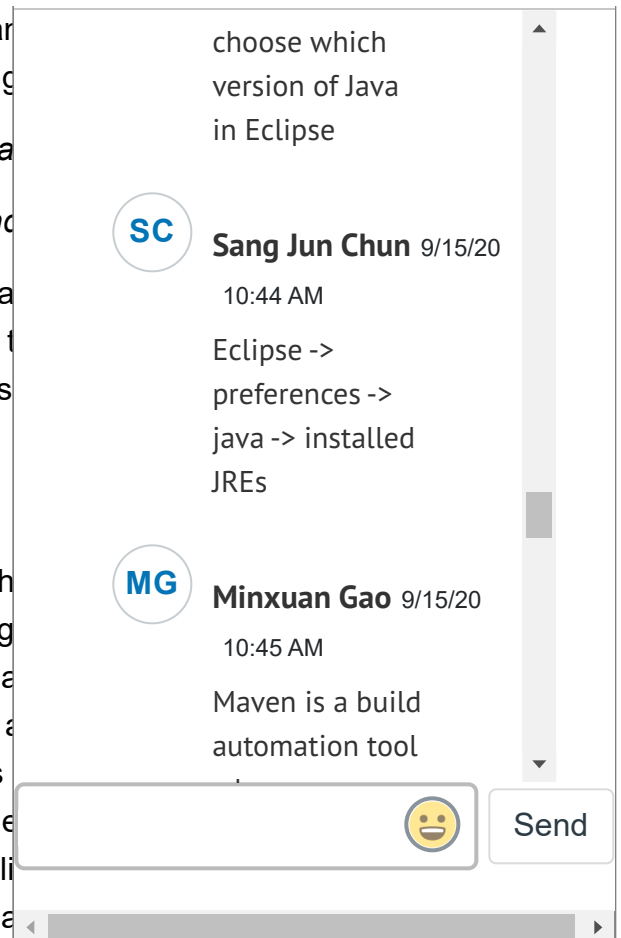 choose which
version of Java
in Eclipse
SC
Sang Jun Chun 9/15/20
10:44 AM
Eclipse ->
preferences ->
java -> installed
JREs
MG
Minxuan Gao 9/15/20
10:45 AM
Maven is a build
automation tool
Send